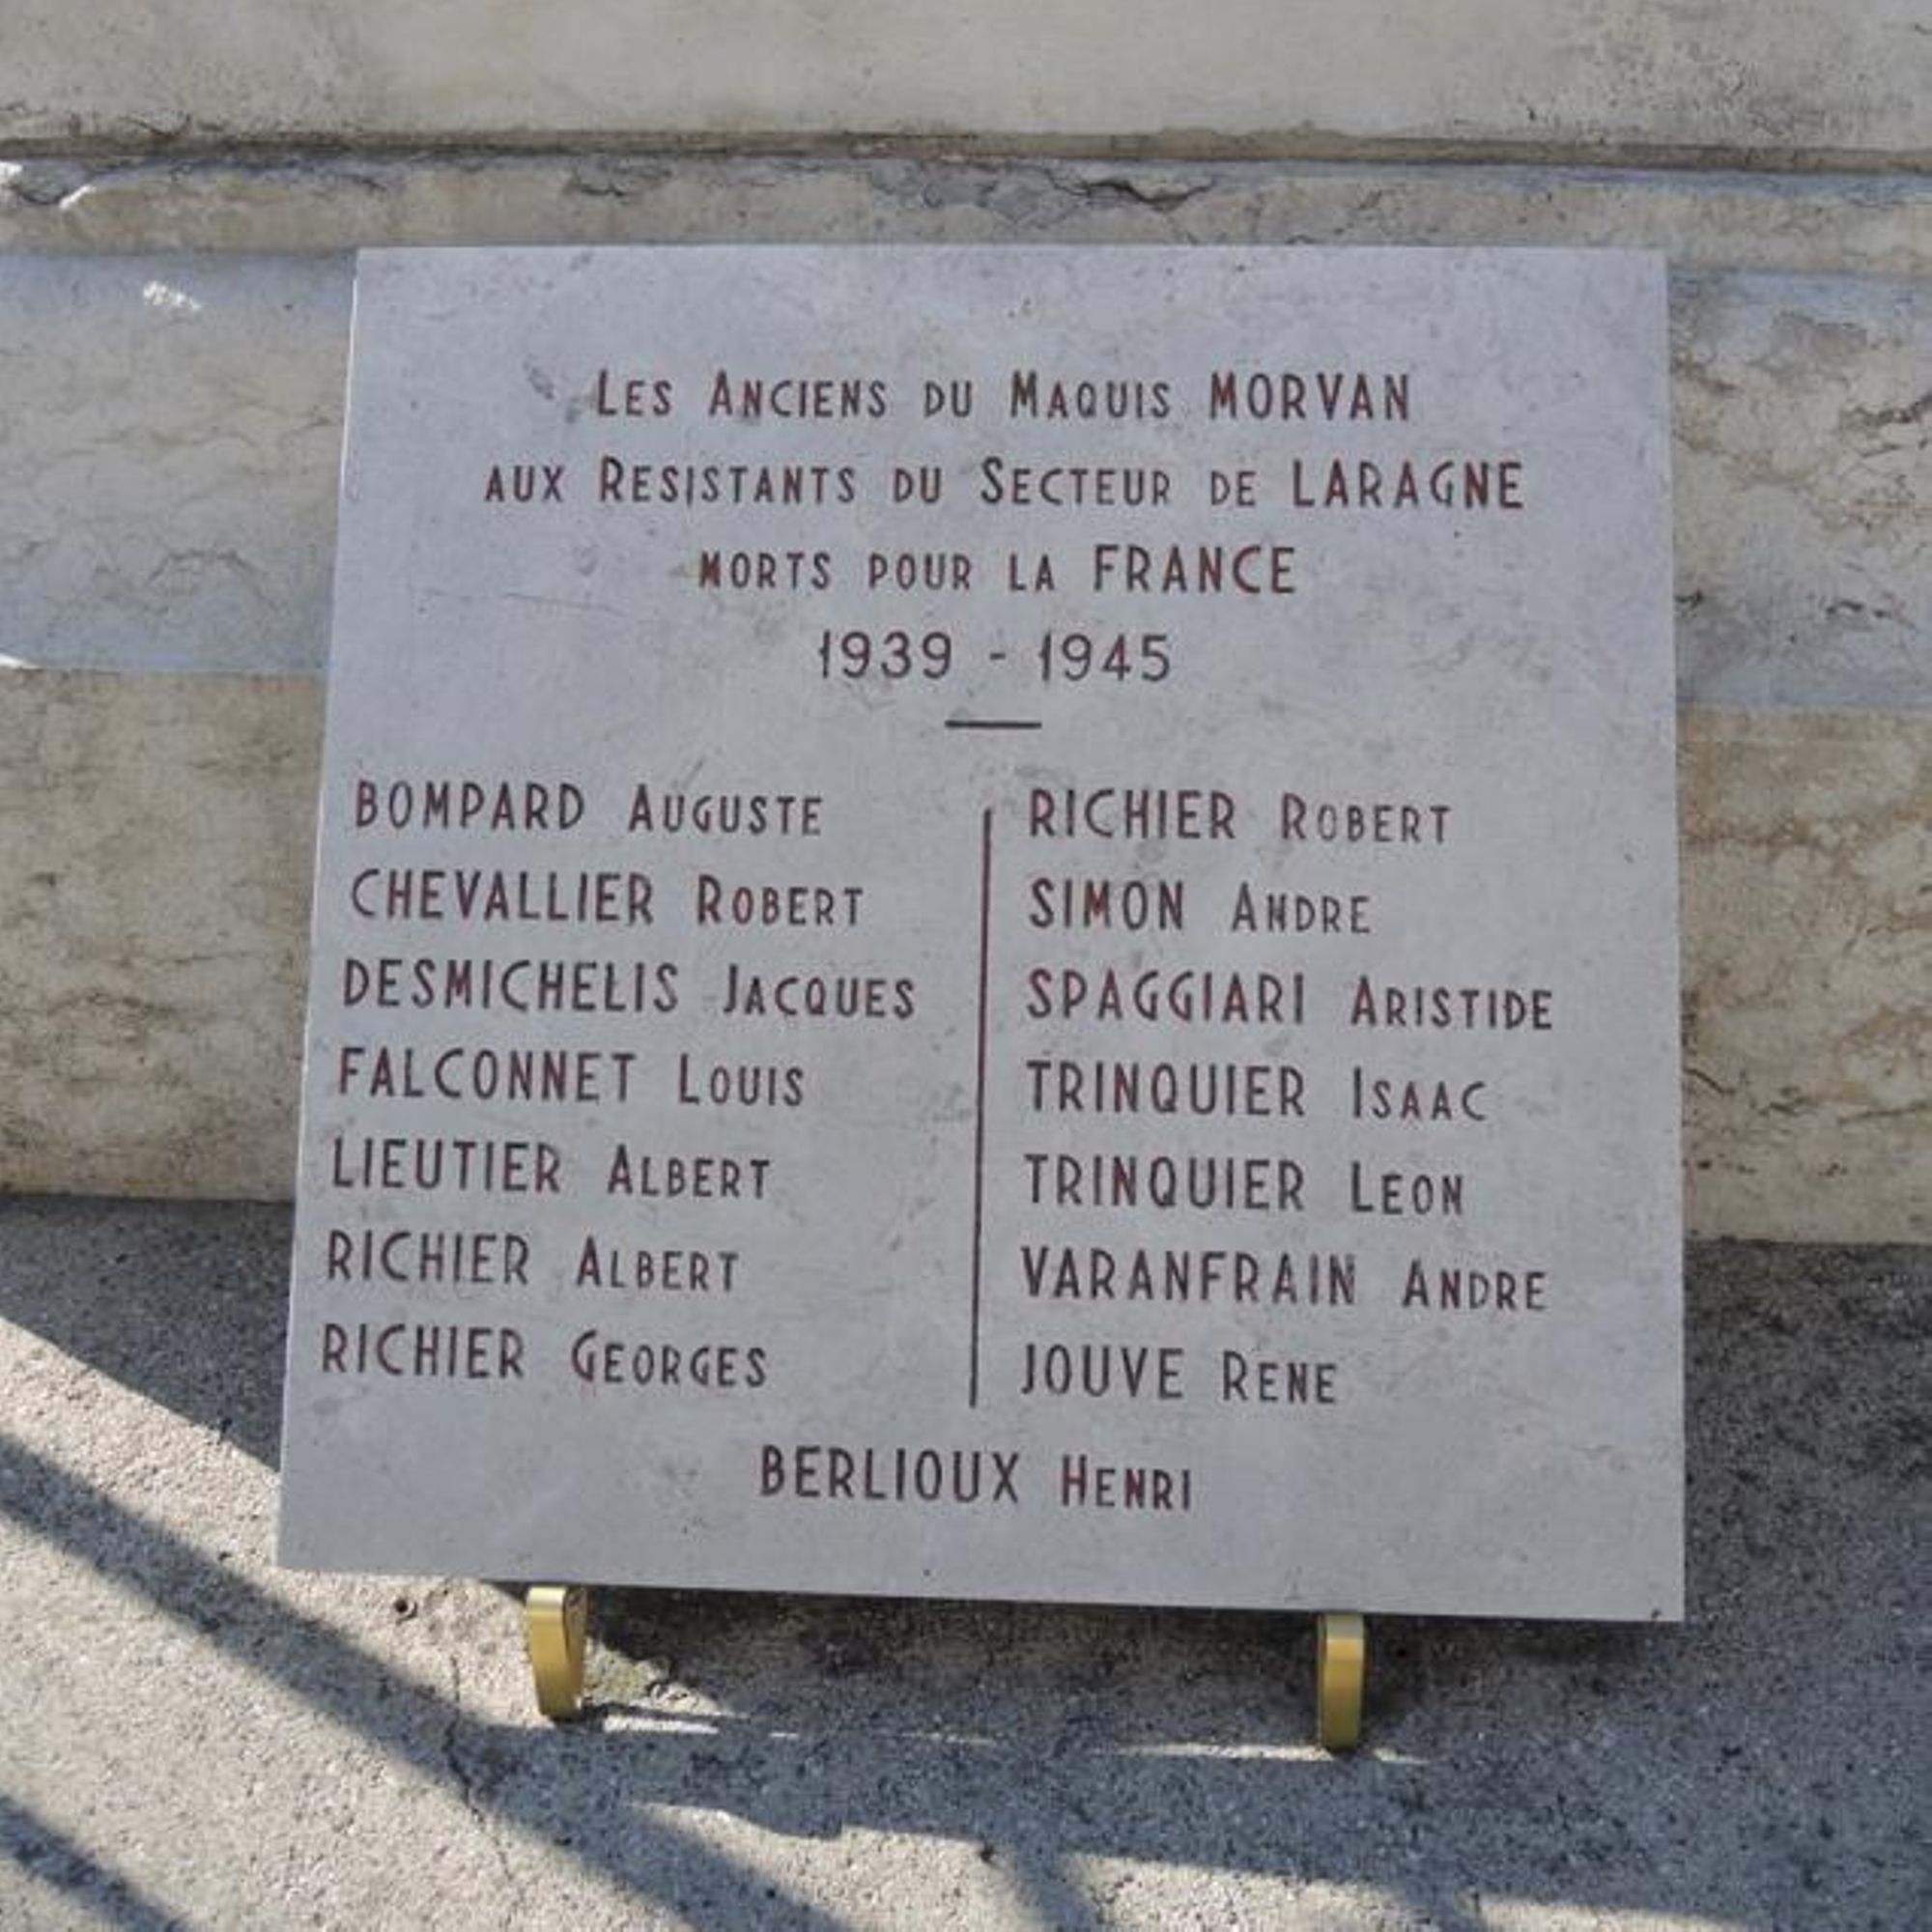 Les Anciens du Maquis MORVAN
aux Resistants du Secteur de LARAGNE
morts pour la FRANCE
1939 - 1945
BOMPARD Auguste
CHEVALLIER Robert
DESMICHELIS Jacques
FALCONNET Louis
LIEUTIER Albert
RICHIER Albert
RICHIER Georges
RICHIER Robert
SIMON Andre
SPAGGIARI Aristide
TRINQUIER Isaac
TRINQUIER Leon
VARANFRAIN Andre
JOUVE Rene
BERLIOUX Henri